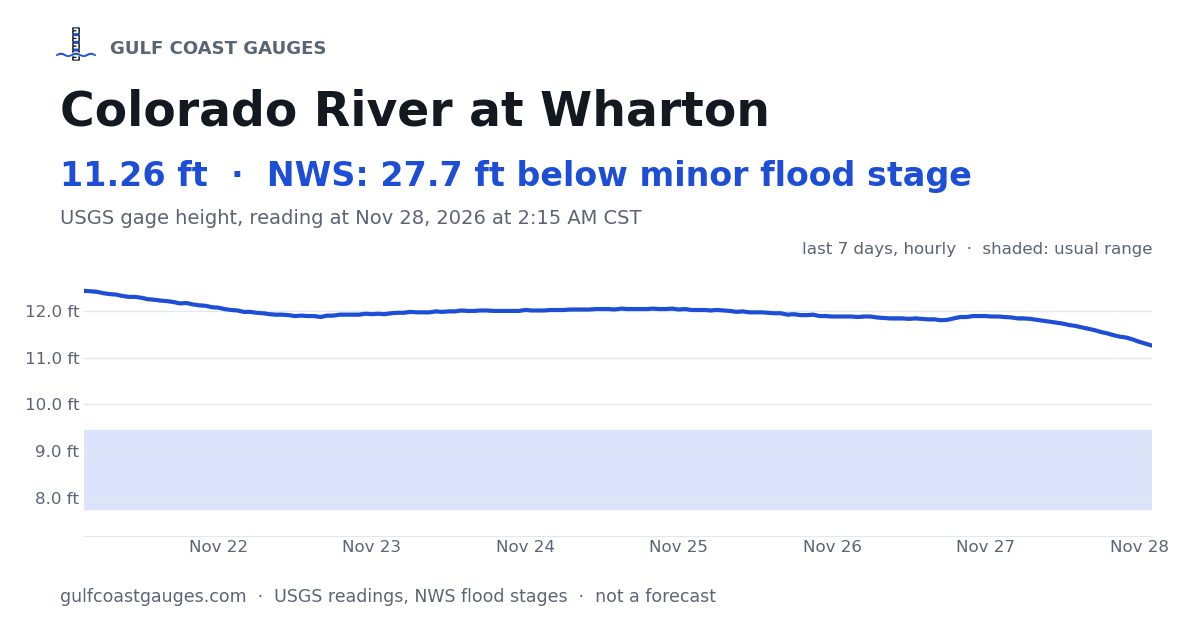 GULF COAST GAUGES
Colorado River at Wharton
11.26 ft · NWS: 27.7 ft below minor flood stage
USGS gage height, reading at Nov 28, 2026 at 2:15 AM CST
last 7 days, hourly · shaded: usual range
12.0 ft
11.0 ft
10.0 ft
9.0 ft
8.0 ft
Nov 22 Nov 23 Nov 24 Nov 25 Nov 26 Nov 27 Nov 28
gulfcoastgauges.com · USGS readings, NWS flood stages · not a forecast